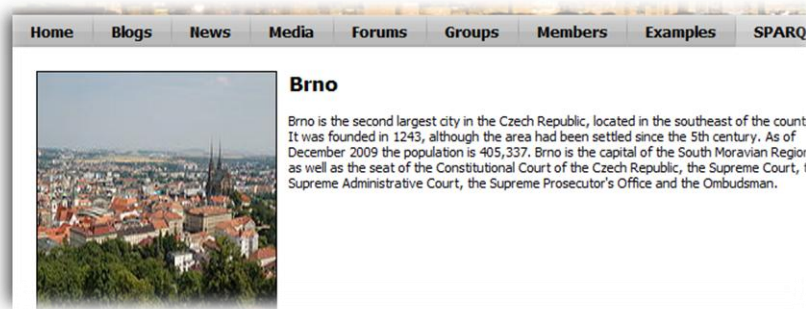 Home Blogs News Media Forums Groups Members Examples
Brno
Brno is the second largest city in the Czech Republic, located in the southeast of the
It was founded in 1243, although the area had been settled since the 5th century. As of
December 2009 the population is 405,337. Brno is the capital of the South Moravian
as well as the seat of the Constitutional Court of the Czech Republic, the Supreme Court,
Supreme Administrative Court, the Supreme Prosecutor's Office and the Ombudsman.